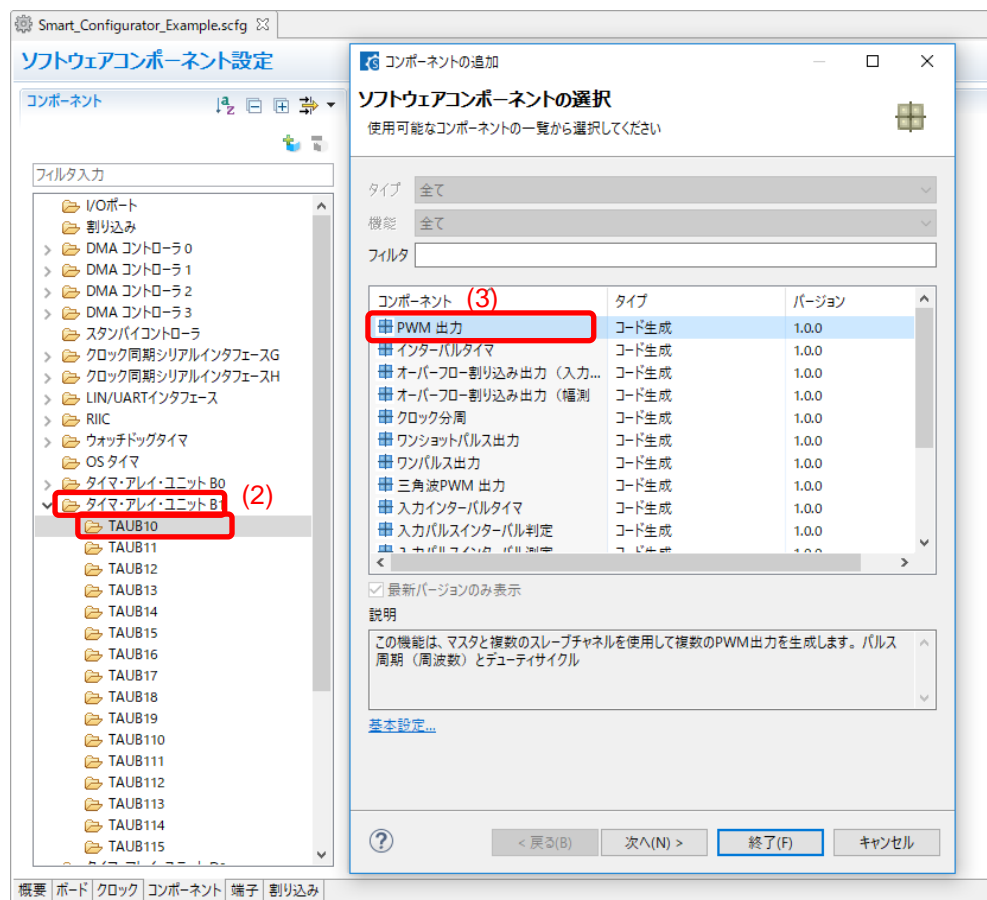 Smart_Configurator_Example.scfg
ソフトウェアコンポーネント設定
コンポーネント
フィルタ入力
I/Oポート
割り込み
DMA コントローラ 0
DMA コントローラ 1
DMA コントローラ 2
DMA コントローラ 3
スタンバイコントローラ
クロック同期シリアルインタフェースG
クロック同期シリアルインタフェースH
LIN/UARTインタフェース
RIIC
ウォッチドッグタイマ
OS タイマ
タイマ・アレイ・ユニット B0
タイマ・アレイ・ユニット B1
(2)
TAUB10
TAUB11
TAUB12
TAUB13
TAUB14
TAUB15
TAUB16
TAUB17
TAUB18
TAUB19
TAUB110
TAUB111
TAUB112
TAUB113
TAUB114
TAUB115
概要 ボード クロック コンポーネント 端子 割り込み
コンポーネントの追加
ソフトウェアコンポーネントの選択
使用可能なコンポーネントの一覧から選択してください
タイプ 全て
機能 全て
フィルタ
コンポーネント (3) タイプ バージョン
PWM 出力 コード生成 1.0.0
インターバルタイマ コード生成 1.0.0
オーバーフロー割り込み出力（入力... コード生成 1.0.0
オーバーフロー割り込み出力（幅測 コード生成 1.0.0
クロック分周 コード生成 1.0.0
ワンショットパルス出力 コード生成 1.0.0
ワンパルス出力 コード生成 1.0.0
三角波PWM 出力 コード生成 1.0.0
入力インターバルタイマ コード生成 1.0.0
入力パルスインターバル判定 コード生成 1.0.0
最新バージョンのみ表示
説明
この機能は、マスタと複数のスレーブチャネルを使用して複数のPWM出力を生成します。パルス
周期（周波数）とデューティサイクル
基本設定...
< 戻る(B) 次へ(N) > 終了(F) キャンセル